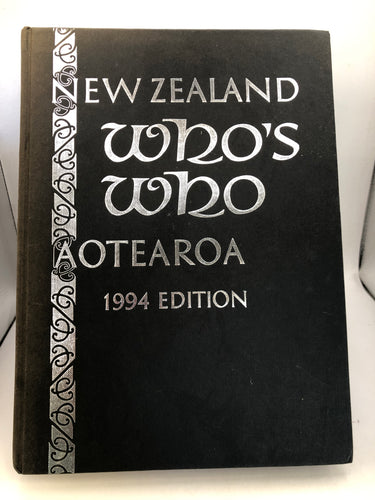 NEW ZEALAND
WHO'S
WHO
AOTEAROA
1994 EDITION